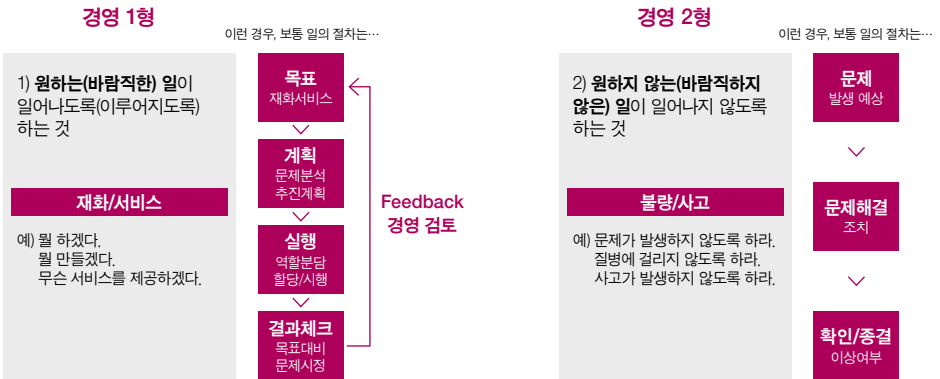 경영 1형
이런 경우, 보통 일의 절차는…
1) 원하는(바람직한) 일이
일어나도록(이루어지도록)
하는 것
재화/서비스
예) 뭘 하겠다.
뭘 만들겠다.
무슨 서비스를 제공하겠다.
목표
재화서비스
계획
문제분석
추진계획
실행
역할분담
할당/시행
결과체크
목표대비
문제시정
Feedback
경영 검토
경영 2형
이런 경우, 보통 일의 절차는…
2) 원하지 않는(바람직하지
않은) 일이 일어나지 않도록
하는 것
불량/사고
예) 문제가 발생하지 않도록 하라.
질병에 걸리지 않도록 하라.
사고가 발생하지 않도록 하라.
문제
발생 예상
문제해결
조치
확인/종결
이상여부